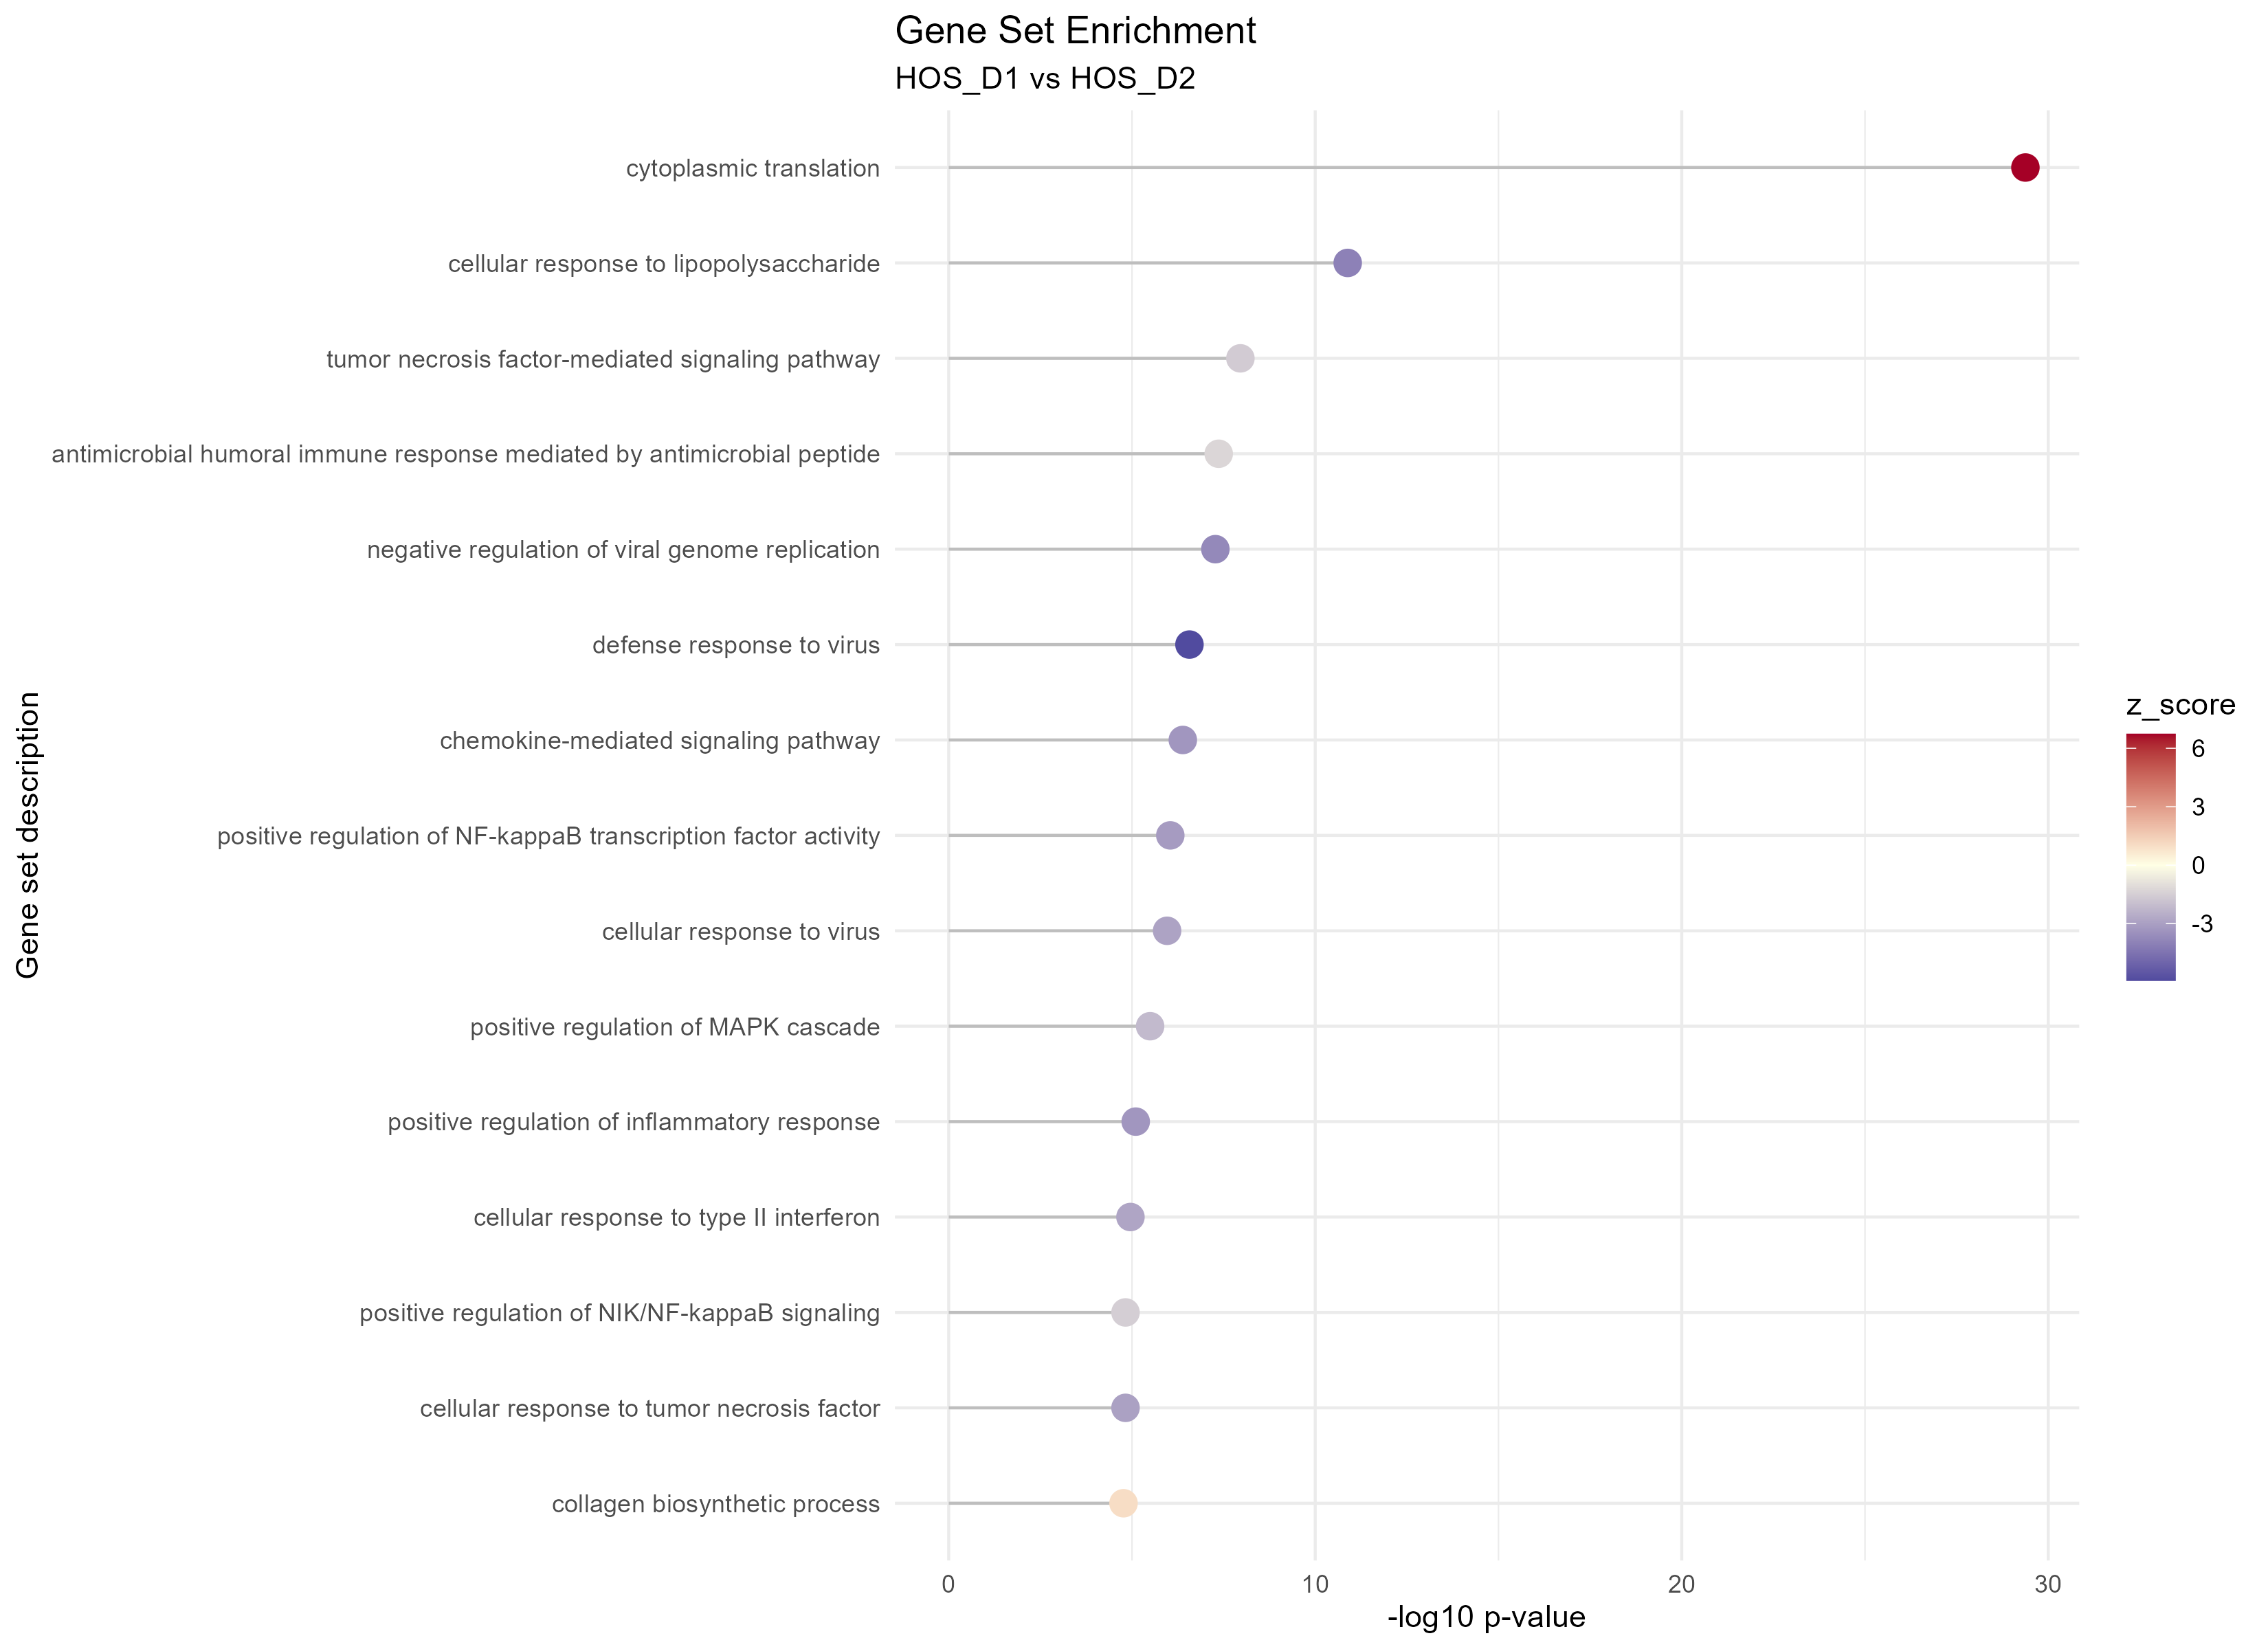 Gene Set Enrichment
HOS_D1 vs HOS_D2
cytoplasmic translation
cellular response to lipopolysaccharide
tumor necrosis factor-mediated signaling pathway
antimicrobial humoral immune response mediated by antimicrobial peptide
negative regulation of viral genome replication
defense response to virus
chemokine-mediated signaling pathway
positive regulation of NF-kappaB transcription factor activity
cellular response to virus
positive regulation of MAPK cascade
positive regulation of inflammatory response
cellular response to type II interferon
positive regulation of NIK/NF-kappaB signaling
cellular response to tumor necrosis factor
collagen biosynthetic process
Gene set description
0 10 20 30
-log10 p-value
z_score
6
3
0
-3